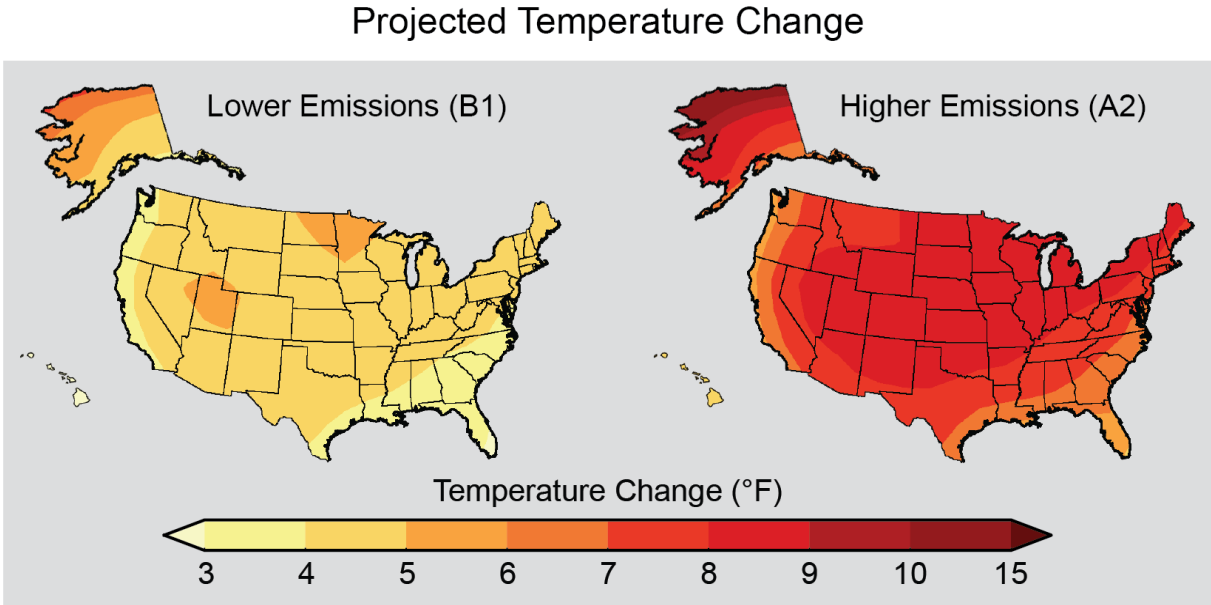 Projected Temperature Change
Lower Emissions (B1)
Higher Emissions (A2)
Temperature Change (°F)
3 4 5 6 7 8 9 10 15